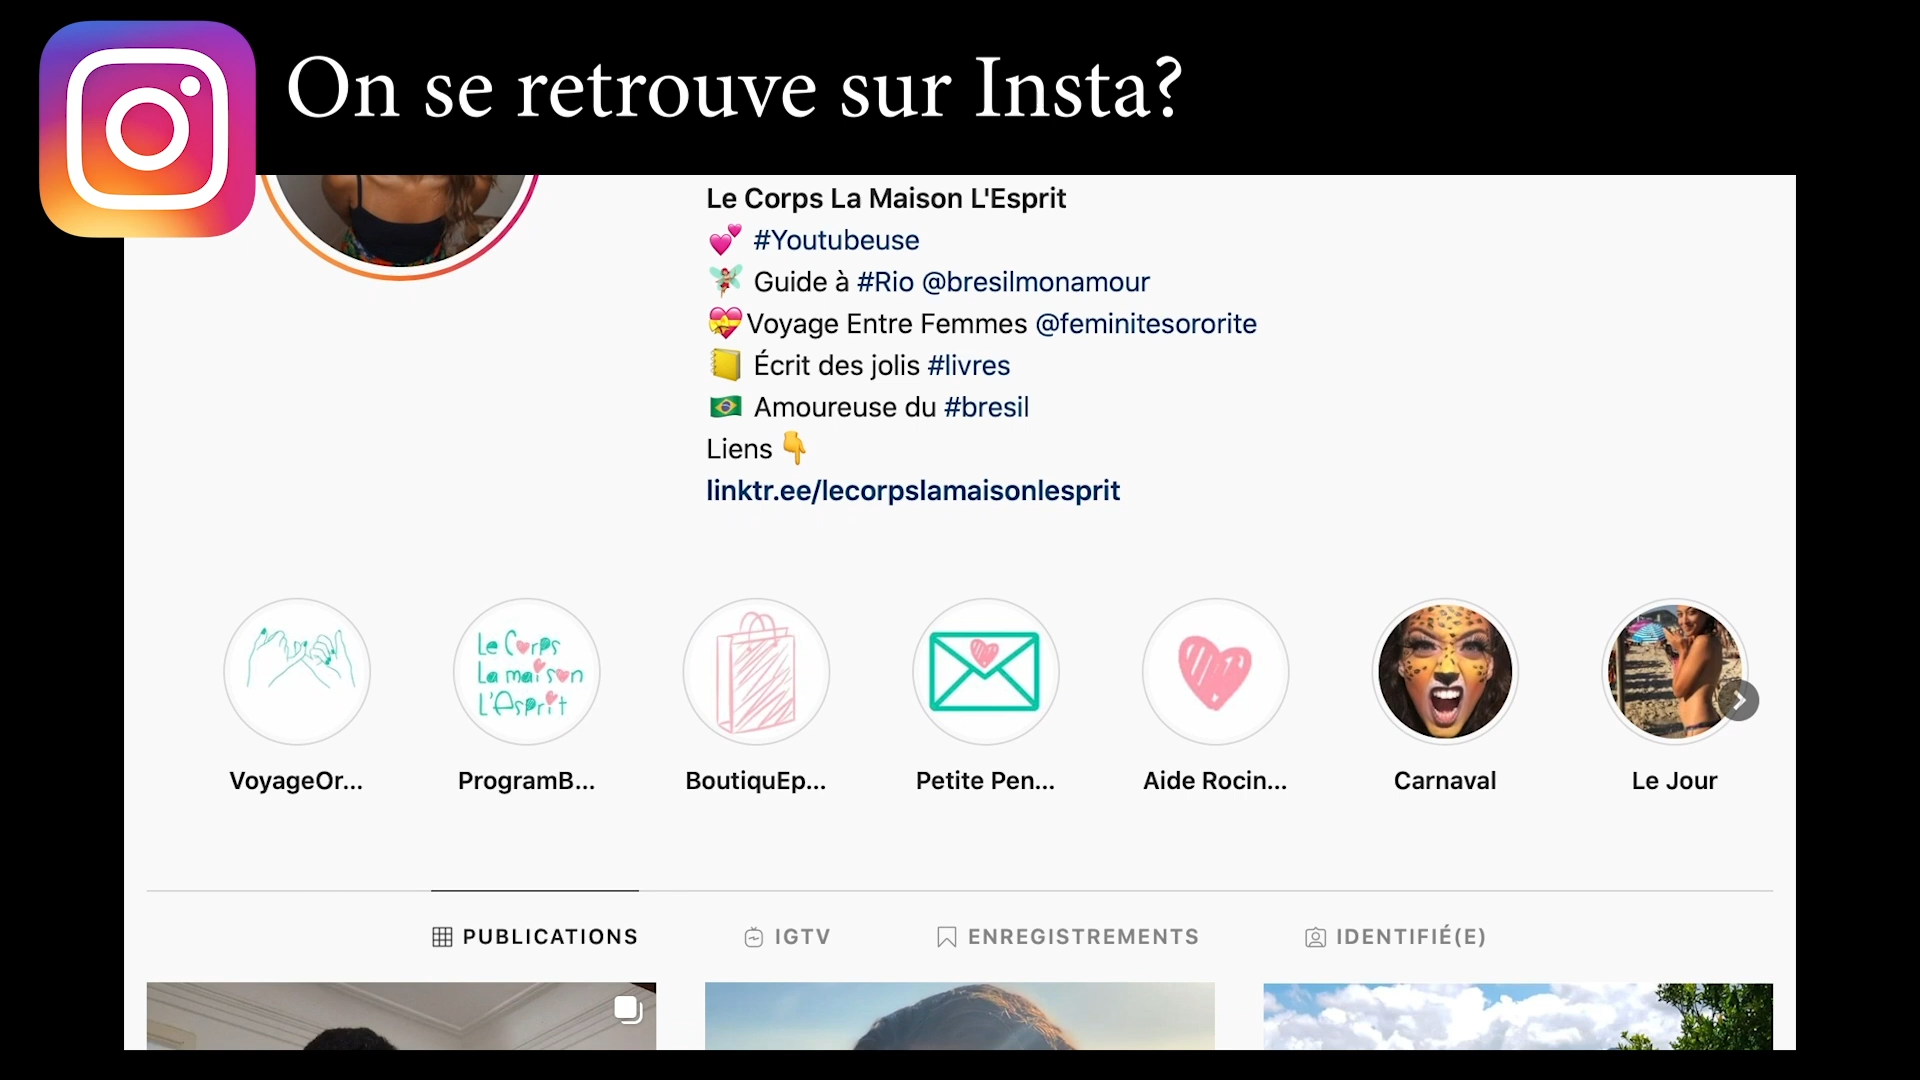 On se retrouve sur Insta?
Le Corps La Maison L'Esprit
💕 #Youtubeuse
🧚 Guide à #Rio @bresilmonamour
💝Voyage Entre Femmes @feminitesororite
📒 Écrit des jolis #livres
🇧🇷 Amoureuse du #bresil
Liens 👇
linktr.ee/lecorpslamaisonlesprit
Le Corps
La maison
L'Esprit
VoyageOr...
ProgramB...
BoutiquEp...
Petite Pen...
Aide Rocin...
Carnaval
Le Jour
PUBLICATIONS
IGTV
ENREGISTREMENTS
IDENTIFIÉ(E)